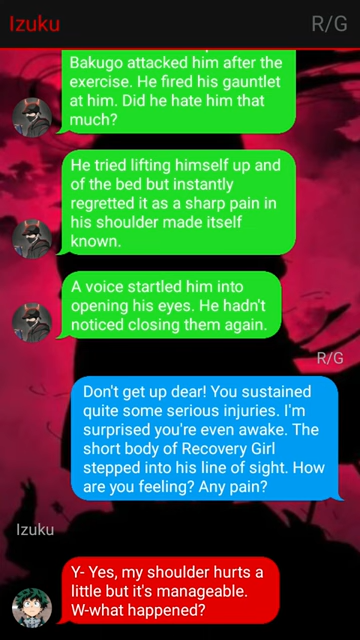 Izuku R/G
Bakugo attacked him after the
exercise. He fired his gauntlet
at him. Did he hate him that
much?
He tried lifting himself up and
of the bed but instantly
regretted it as a sharp pain in
his shoulder made itself
known.
A voice startled him into
opening his eyes. He hadn't
noticed closing them again.
R/G
Don't get up dear! You sustained
quite some serious injuries. I'm
surprised you're even awake. The
short body of Recovery Girl
stepped into his line of sight. How
are you feeling? Any pain?
Izuku
Y- Yes, my shoulder hurts a
little but it's manageable.
W-what happened?